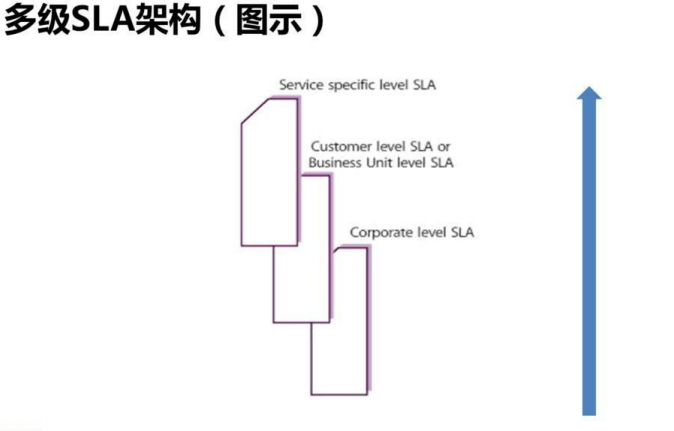 多级SLA架构（图示）
Service specific level SLA
Customer level SLA or
Business Unit level SLA
Corporate level SLA